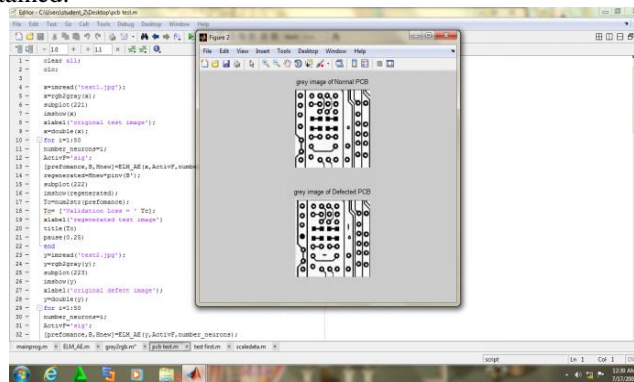 tained.
Editor - C:\Users\student_2\Desktop\pcb test.m
File Edit Text Go Cell Tools Debug Desktop Window Help
- 1.0 + ÷ 1.1 ×
1 - clear all;
2 - clc;
3
4 - x=imread('test1.jpg');
5 - x=rgb2gray(x);
6 - subplot(221)
7 - imshow(x)
8 - xlabel('original test image');
9 - x=double(x);
10 - for i=1:50
11 - number_neurons=i;
12 - ActivF='sig';
13 - [prefomance,B,Hnew]=ELM_AE(x,ActivF,number
14 - regenerated=Hnew*pinv(B');
15 - subplot(222)
16 - imshow(regenerated);
17 - Tc=num2str(prefomance);
18 - Tc= ['Validation Loss = ' Tc];
19 - xlabel('regenerated test image')
20 - title(Tc)
21 - pause(0.25)
22 - end
23 - y=imread('test2.jpg');
24 - y=rgb2gray(y);
25 - subplot(223)
26 - imshow(y)
27 - xlabel('original defect image');
28 - y=double(y);
29 - for i=1:50
30 - number_neurons=i;
31 - ActivF='sig';
32 - [prefomance,B,Hnew]=ELM_AE(y,ActivF,number_neurons);
Figure 2
File Edit View Insert Tools Desktop Window Help
grey image of Normal PCB
grey image of Defected PCB
mainprog.m × ELM_AE.m × gray2rgb.m* × pcb test.m × test first.m × scaledata.m ×
script Ln 1 Col 1
12:30 AM